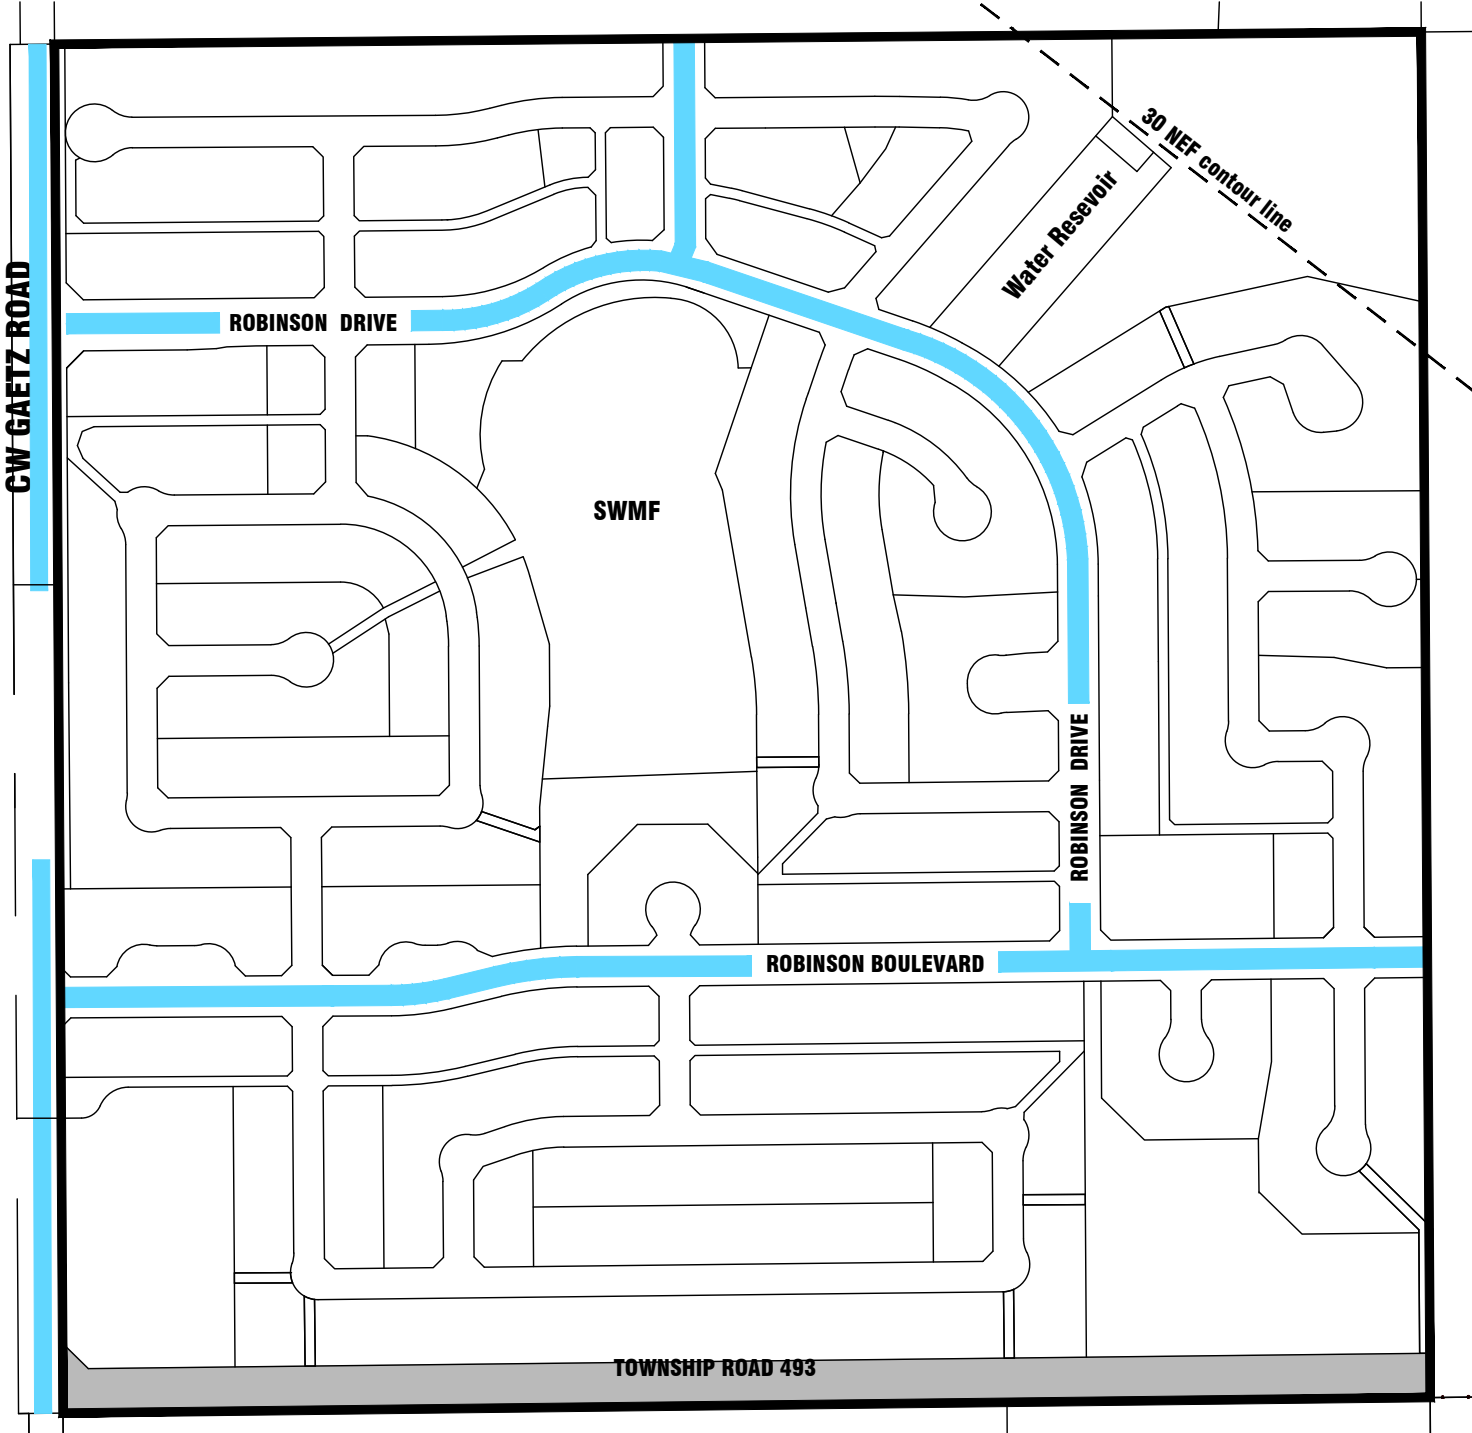 30 NEF contour line
Water Resevoir
CW GAETZ ROAD
ROBINSON DRIVE
SWMF
ROBINSON DRIVE
ROBINSON BOULEVARD
TOWNSHIP ROAD 493